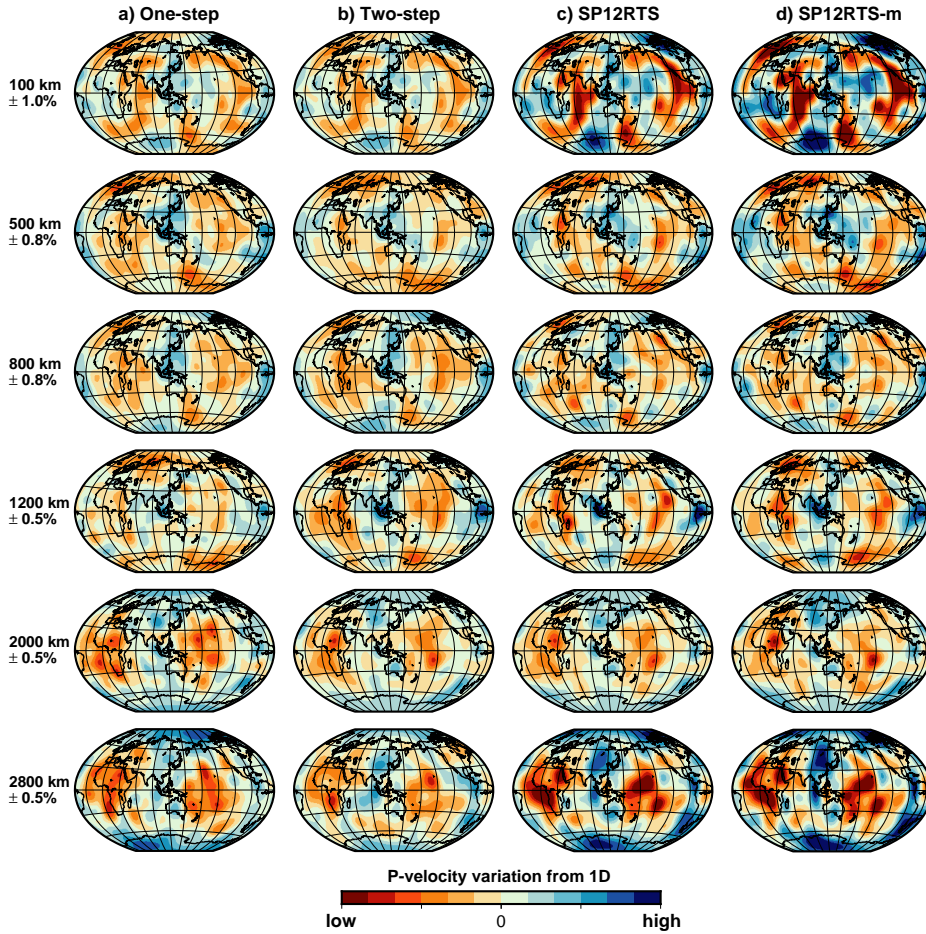 a) One-step b) Two-step c) SP12RTS d) SP12RTS-m
100 km
± 1.0%
500 km
± 0.8%
800 km
± 0.8%
1200 km
± 0.5%
2000 km
± 0.5%
2800 km
± 0.5%
P-velocity variation from 1D
low 0 high